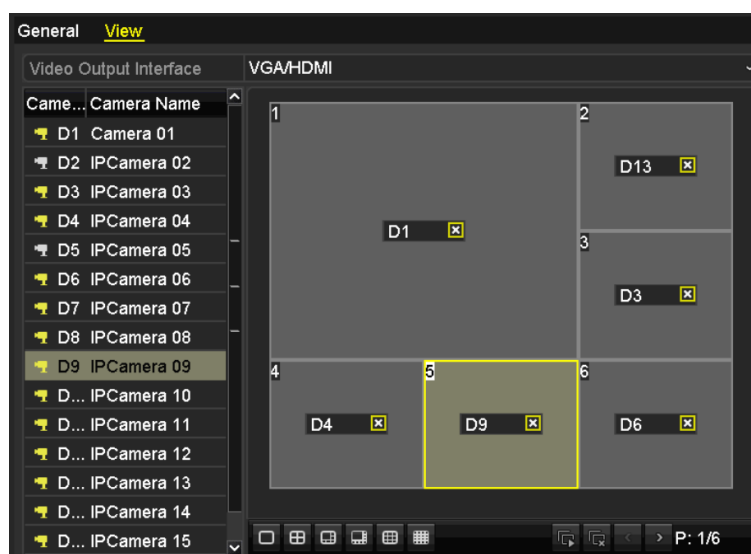 General View
Video Output Interface VGA/HDMI
Came... Camera Name
D1 Camera 01
D2 IPCamera 02
D3 IPCamera 03
D4 IPCamera 04
D5 IPCamera 05
D6 IPCamera 06
D7 IPCamera 07
D8 IPCamera 08
D9 IPCamera 09
D... IPCamera 10
D... IPCamera 11
D... IPCamera 12
D... IPCamera 13
D... IPCamera 14
D... IPCamera 15
1
D1
2
D13
3
D3
4
D4
5
D9
6
D6
P: 1/6